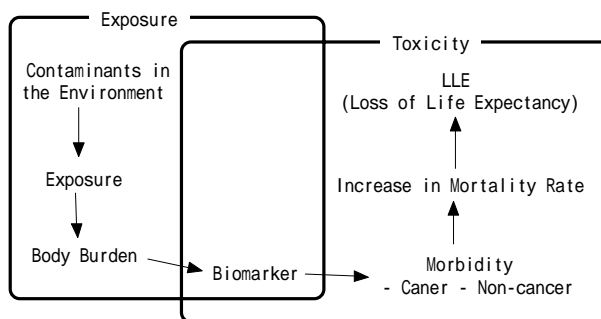 Exposure
Contaminants in
the Environment
Exposure
Body Burden
Biomarker
Toxicity
LLE
(Loss of Life Expectancy)
Increase in Mortality Rate
Morbidity
- Caner - Non-cancer